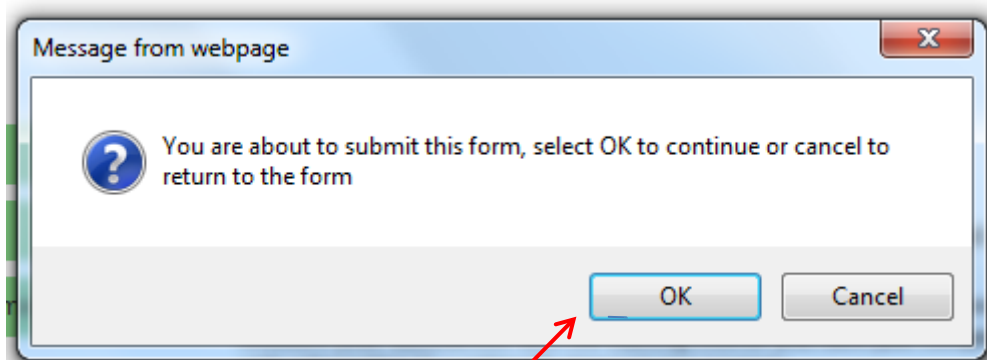 Message from webpage
You are about to submit this form, select OK to continue or cancel to
return to the form
OK Cancel